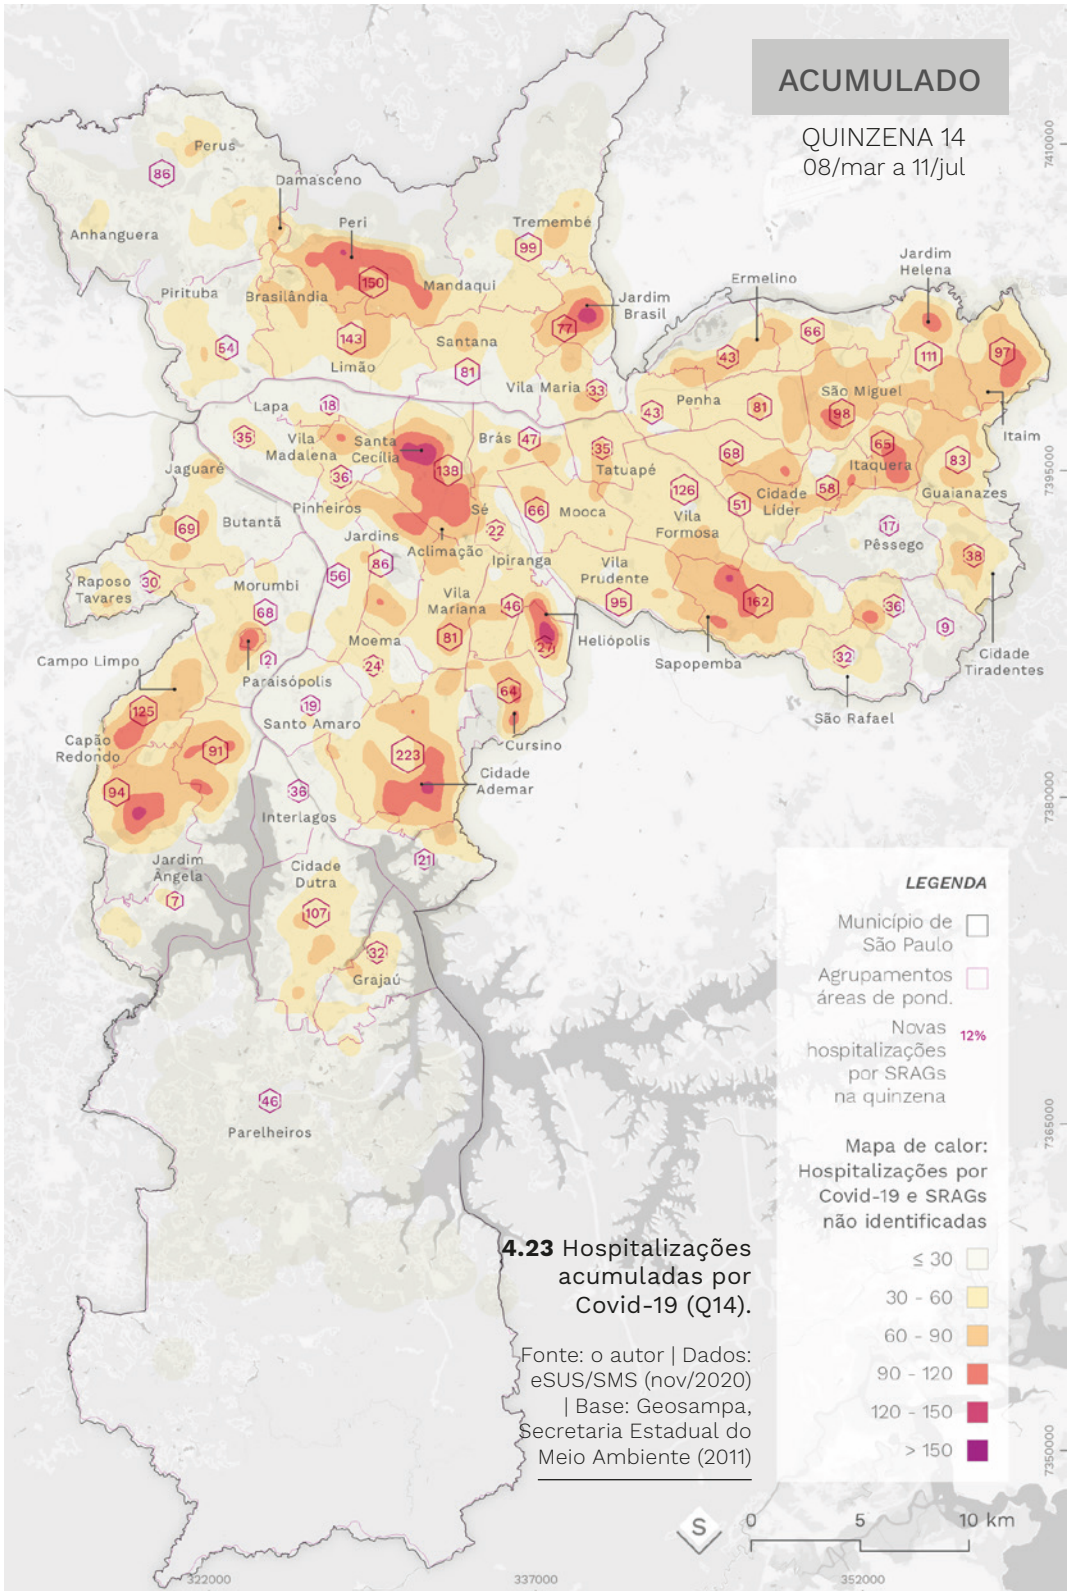 ACUMULADO
QUINZENA 14
08/mar a 11/jul
7410000
Perus
86
Damasceno
Anhanguera
Peri
Tremembé
99
Jardim
Helena
Ermelino
Pirituba
Brasilândia
150
Mandaqui
Jardim
Brasil
77
66
54
143
Limão
Santana
43
111
97
81
Vila Maria
33
Lapa
18
43
Penha
81
São Miguel
98
35
Vila
Madalena
Santa
Cecília
Brás
47
35
Tatuapé
68
65
Itaquera
Itaim
83
7395000
Jaguaré
36
138
126
Vila
Formosa
51
Cidade
Líder
58
Guaianazes
Pinheiros
Sé
66
Mooca
69
Butantã
Jardins
Aclimação
22
17
Pêssego
86
Ipiranga
38
Raposo
Tavares
30
Morumbi
56
Vila
Prudente
68
Vila
Mariana
46
95
162
36
81
27
Heliópolis
9
Campo Limpo
2
Paraisópolis
Moema
24
Sapopemba
32
Cidade
Tiradentes
19
Santo Amaro
64
São Rafael
125
Capão
Redondo
91
223
Cursino
94
36
Interlagos
Cidade
Ademar
7380000
Jardim
Ângela
7
Cidade
Dutra
21
107
32
Grajaú
46
Parelheiros
LEGENDA
Município de
São Paulo
Agrupamentos
áreas de pond.
Novas
hospitalizações
por SRAGs
na quinzena
12%
7365000
Mapa de calor:
Hospitalizações por
Covid-19 e SRAGs
não identificadas
≤ 30
30 - 60
60 - 90
90 - 120
120 - 150
> 150
7350000
4.23 Hospitalizações
acumuladas por
Covid-19 (Q14).
Fonte: o autor | Dados:
eSUS/SMS (nov/2020)
| Base: Geosampa,
Secretaria Estadual do
Meio Ambiente (2011)
S
0 5 10 km
322000
337000
352000